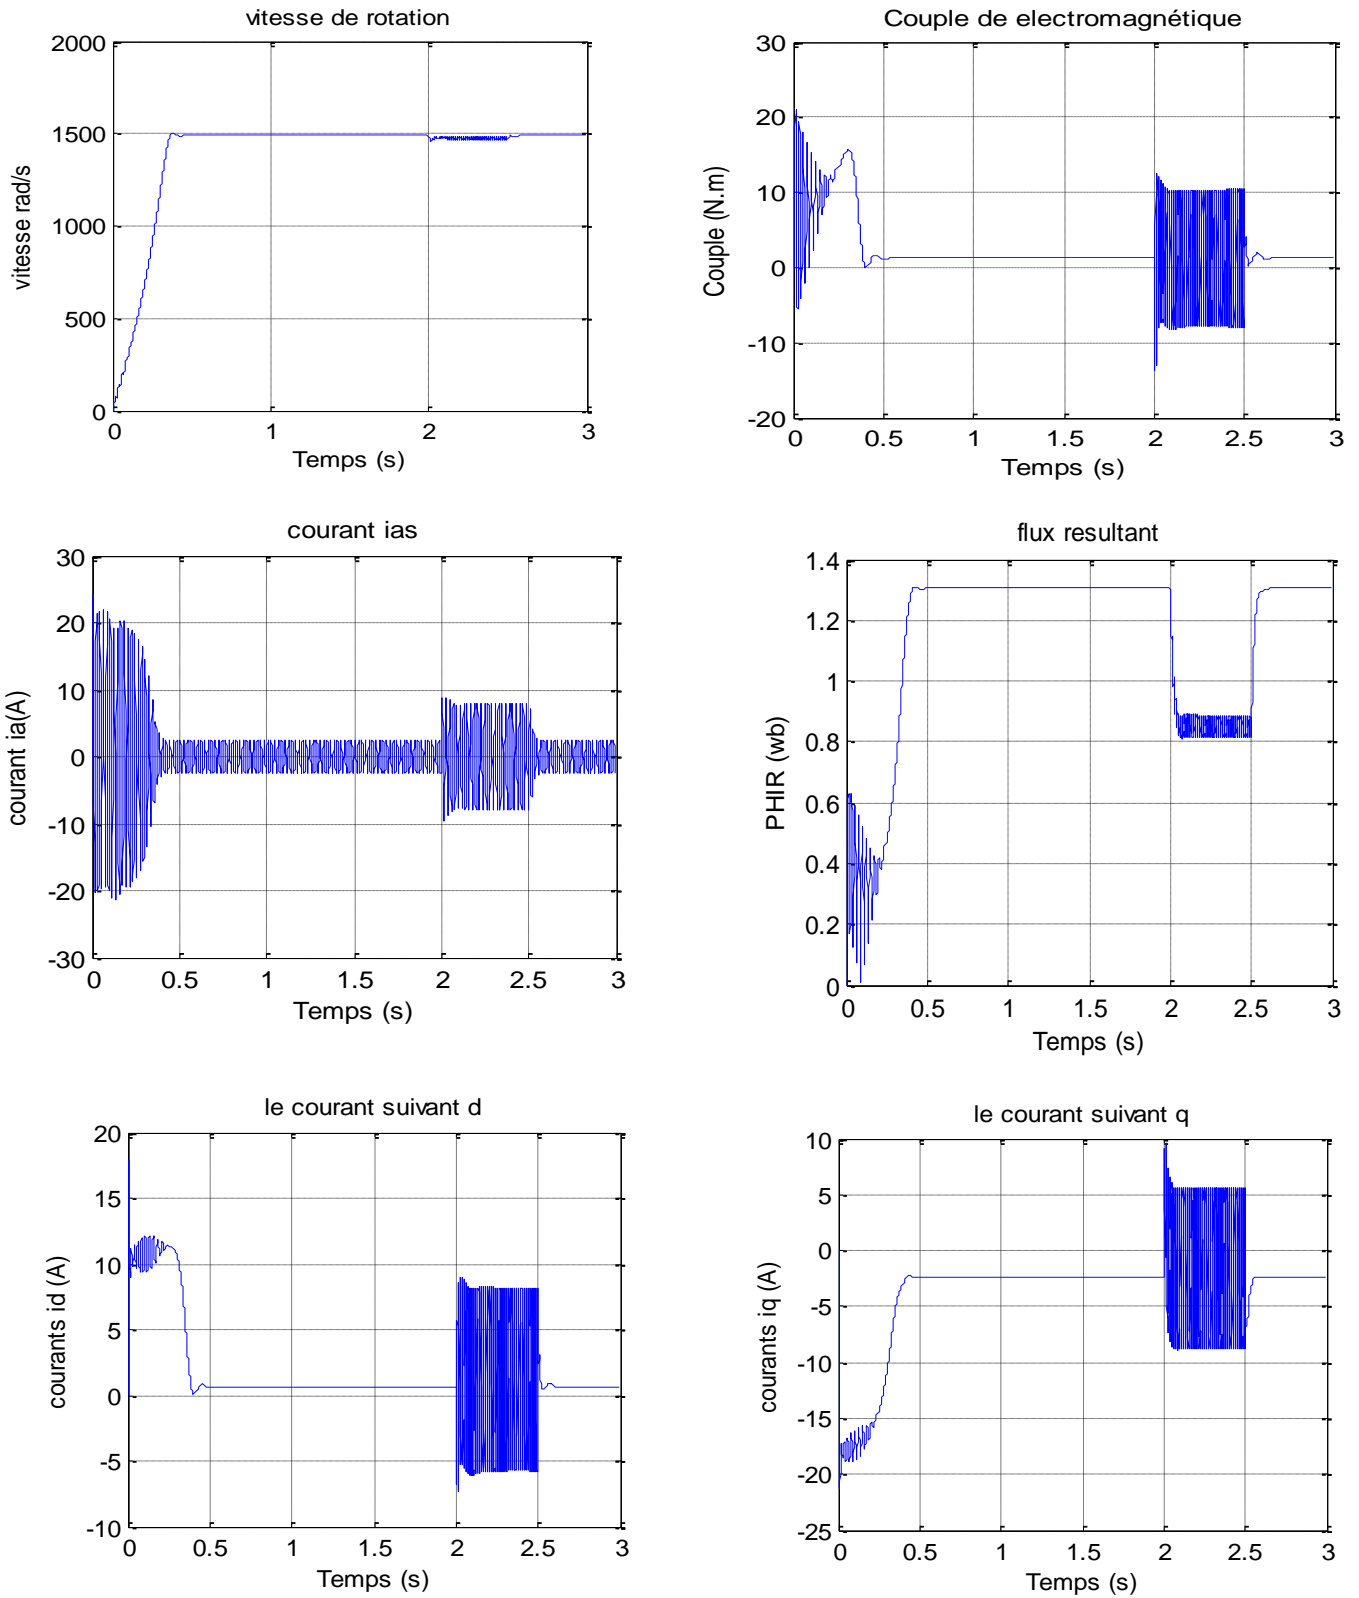 vitesse de rotation
2000
1500
1000
500
0
vitesse rad/s
0 1 2 3
Temps (s)
Couple de electromagnétique
30
20
10
0
-10
-20
Couple (N.m)
0 0.5 1 1.5 2 2.5 3
Temps (s)
courant ias
30
20
10
0
-10
-20
-30
courant ia(A)
0 0.5 1 1.5 2 2.5 3
Temps (s)
flux resultant
1.4
1.2
1
0.8
0.6
0.4
0.2
0
PHIR (wb)
0 0.5 1 1.5 2 2.5 3
Temps (s)
le courant suivant d
20
15
10
5
0
-5
-10
courants id (A)
0 0.5 1 1.5 2 2.5 3
Temps (s)
le courant suivant q
10
5
0
-5
-10
-15
-20
-25
courants iq (A)
0 0.5 1 1.5 2 2.5 3
Temps (s)